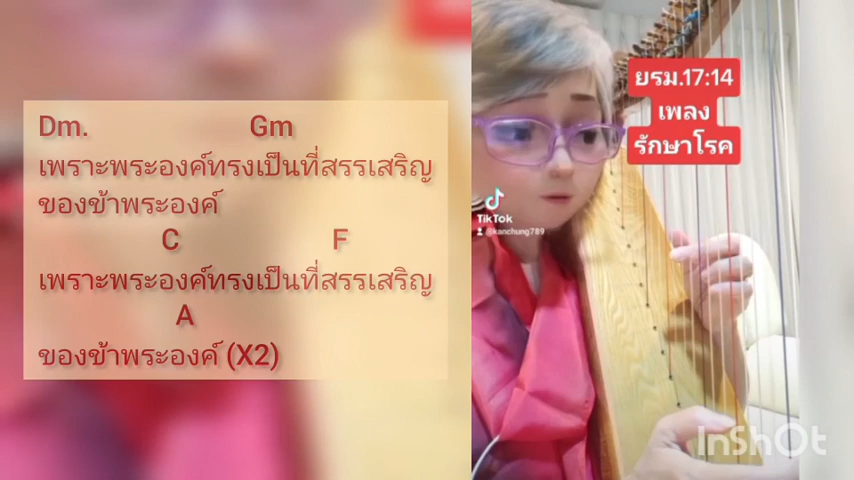 Dm. Gm
เพราะพระองค์ทรงเป็นที่สรรเสริญ
ของข้าพระองค์
C F
เพราะพระองค์ทรงเป็นที่สรรเสริญ
A
ของข้าพระองค์ (X2)
ยรม.17:14
เพลง
รักษาโรค
TikTok
@kanchung789
InShOt